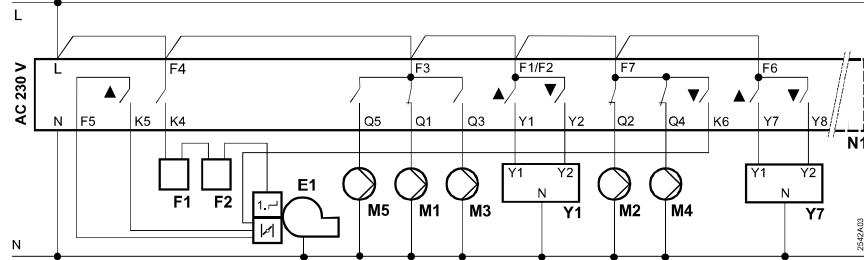 L
AC 230 V
L F4 F3 F1/F2 F7 F6
N F5 K5 K4 Q5 Q1 Q3 Y1 Y2 Q2 Q4 K6 Y7 Y8
N1
F1 F2 E1 M5 M1 M3 Y1 Y2 N Y1 M2 M4 Y1 Y2 N Y7
1.
N
2542A03